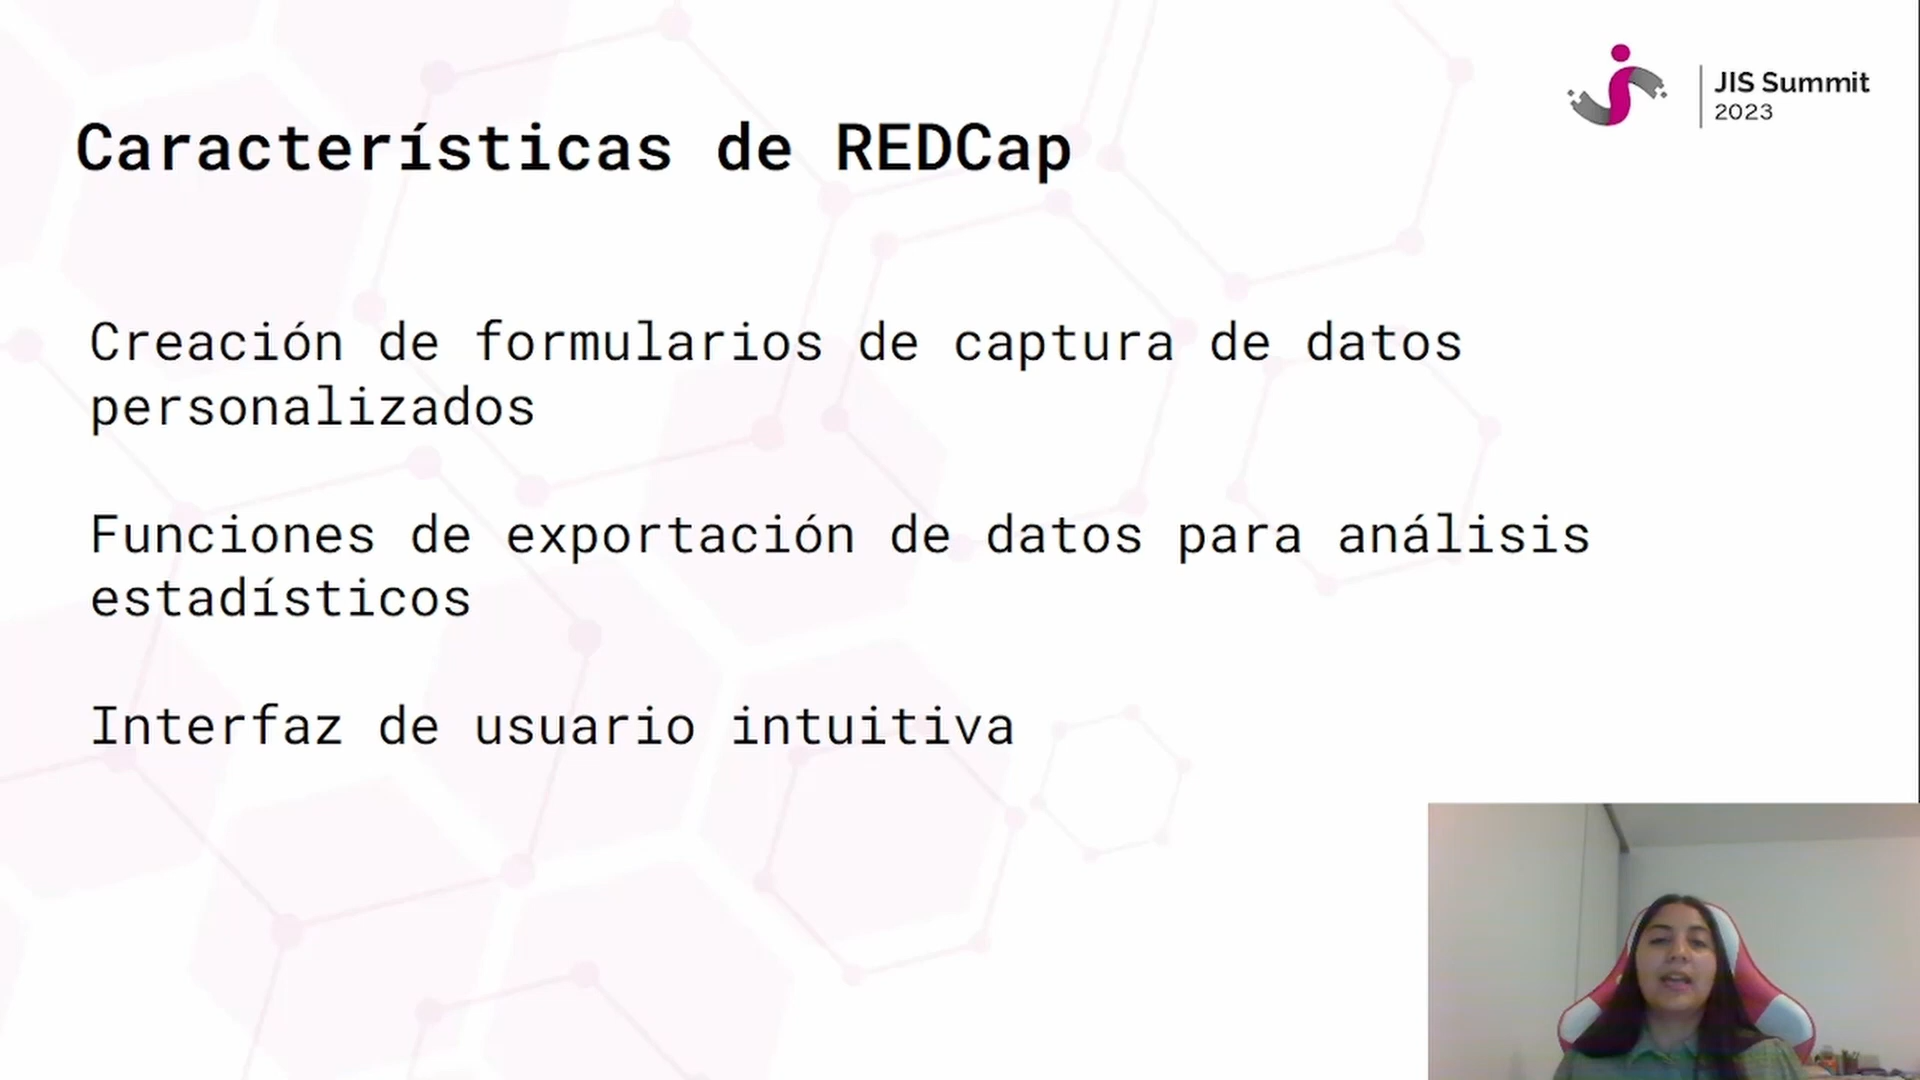 JIS Summit
2023
Características de REDCap
Creación de formularios de captura de datos
personalizados
Funciones de exportación de datos para análisis
estadísticos
Interfaz de usuario intuitiva